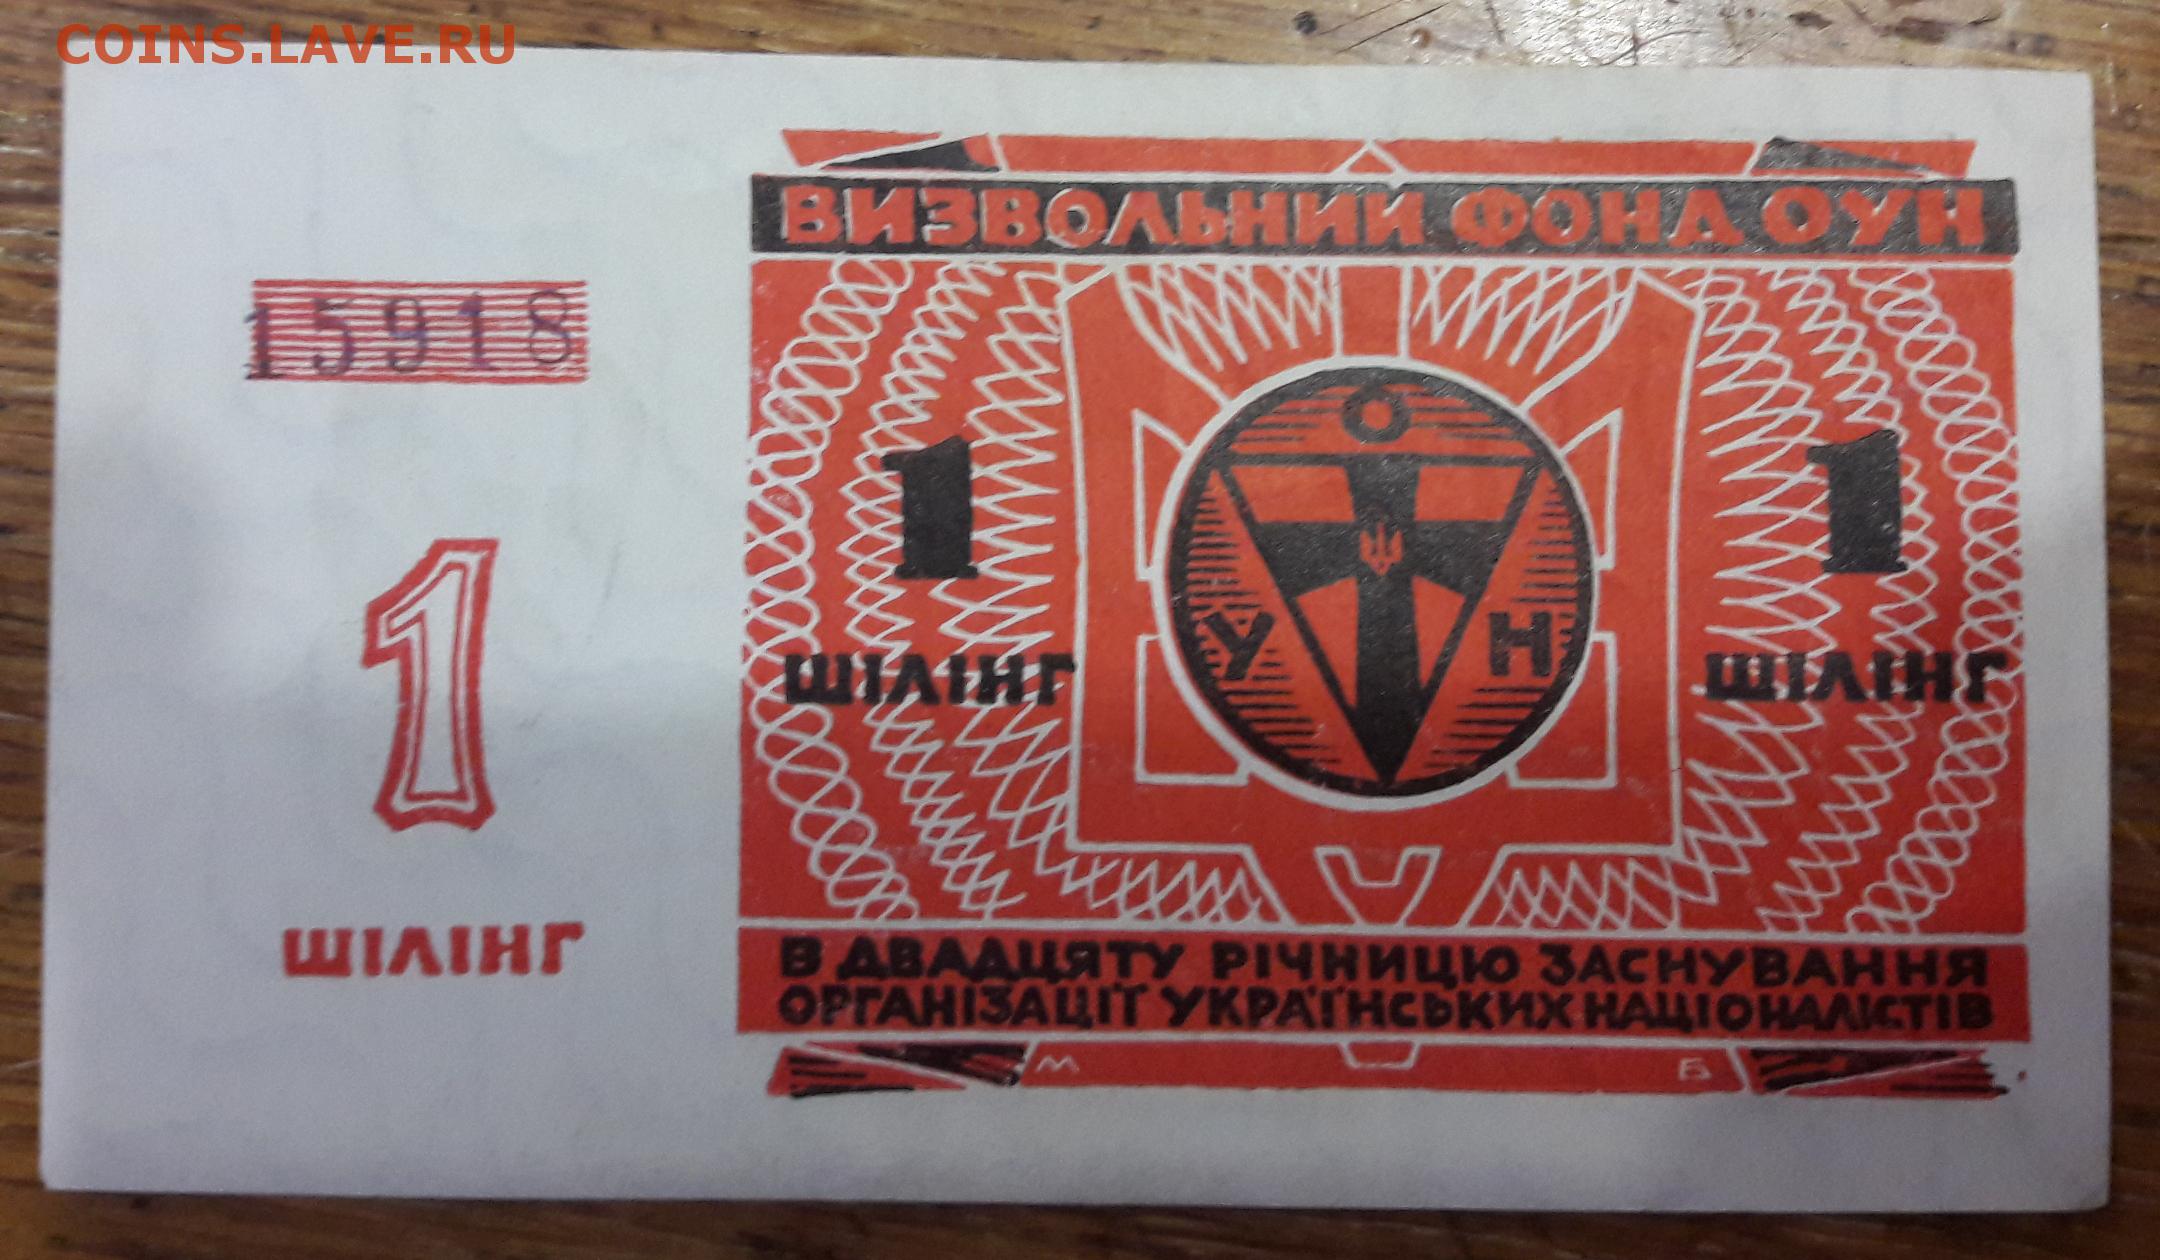 COINS.LAVE.RU
15918
1
ШІЛІНГ
ВИЗВОЛЬНИЙ ФОНД ОУН
1
ШІЛІНГ
О
У Н
1
ШІЛІНГ
В ДВАДЦЯТУ РІЧНИЦЮ ЗАСНУВАННЯ
ОРГАНІЗАЦІЇ УКРАЇНСЬКИХ НАЦІОНАЛІСТІВ
М Б